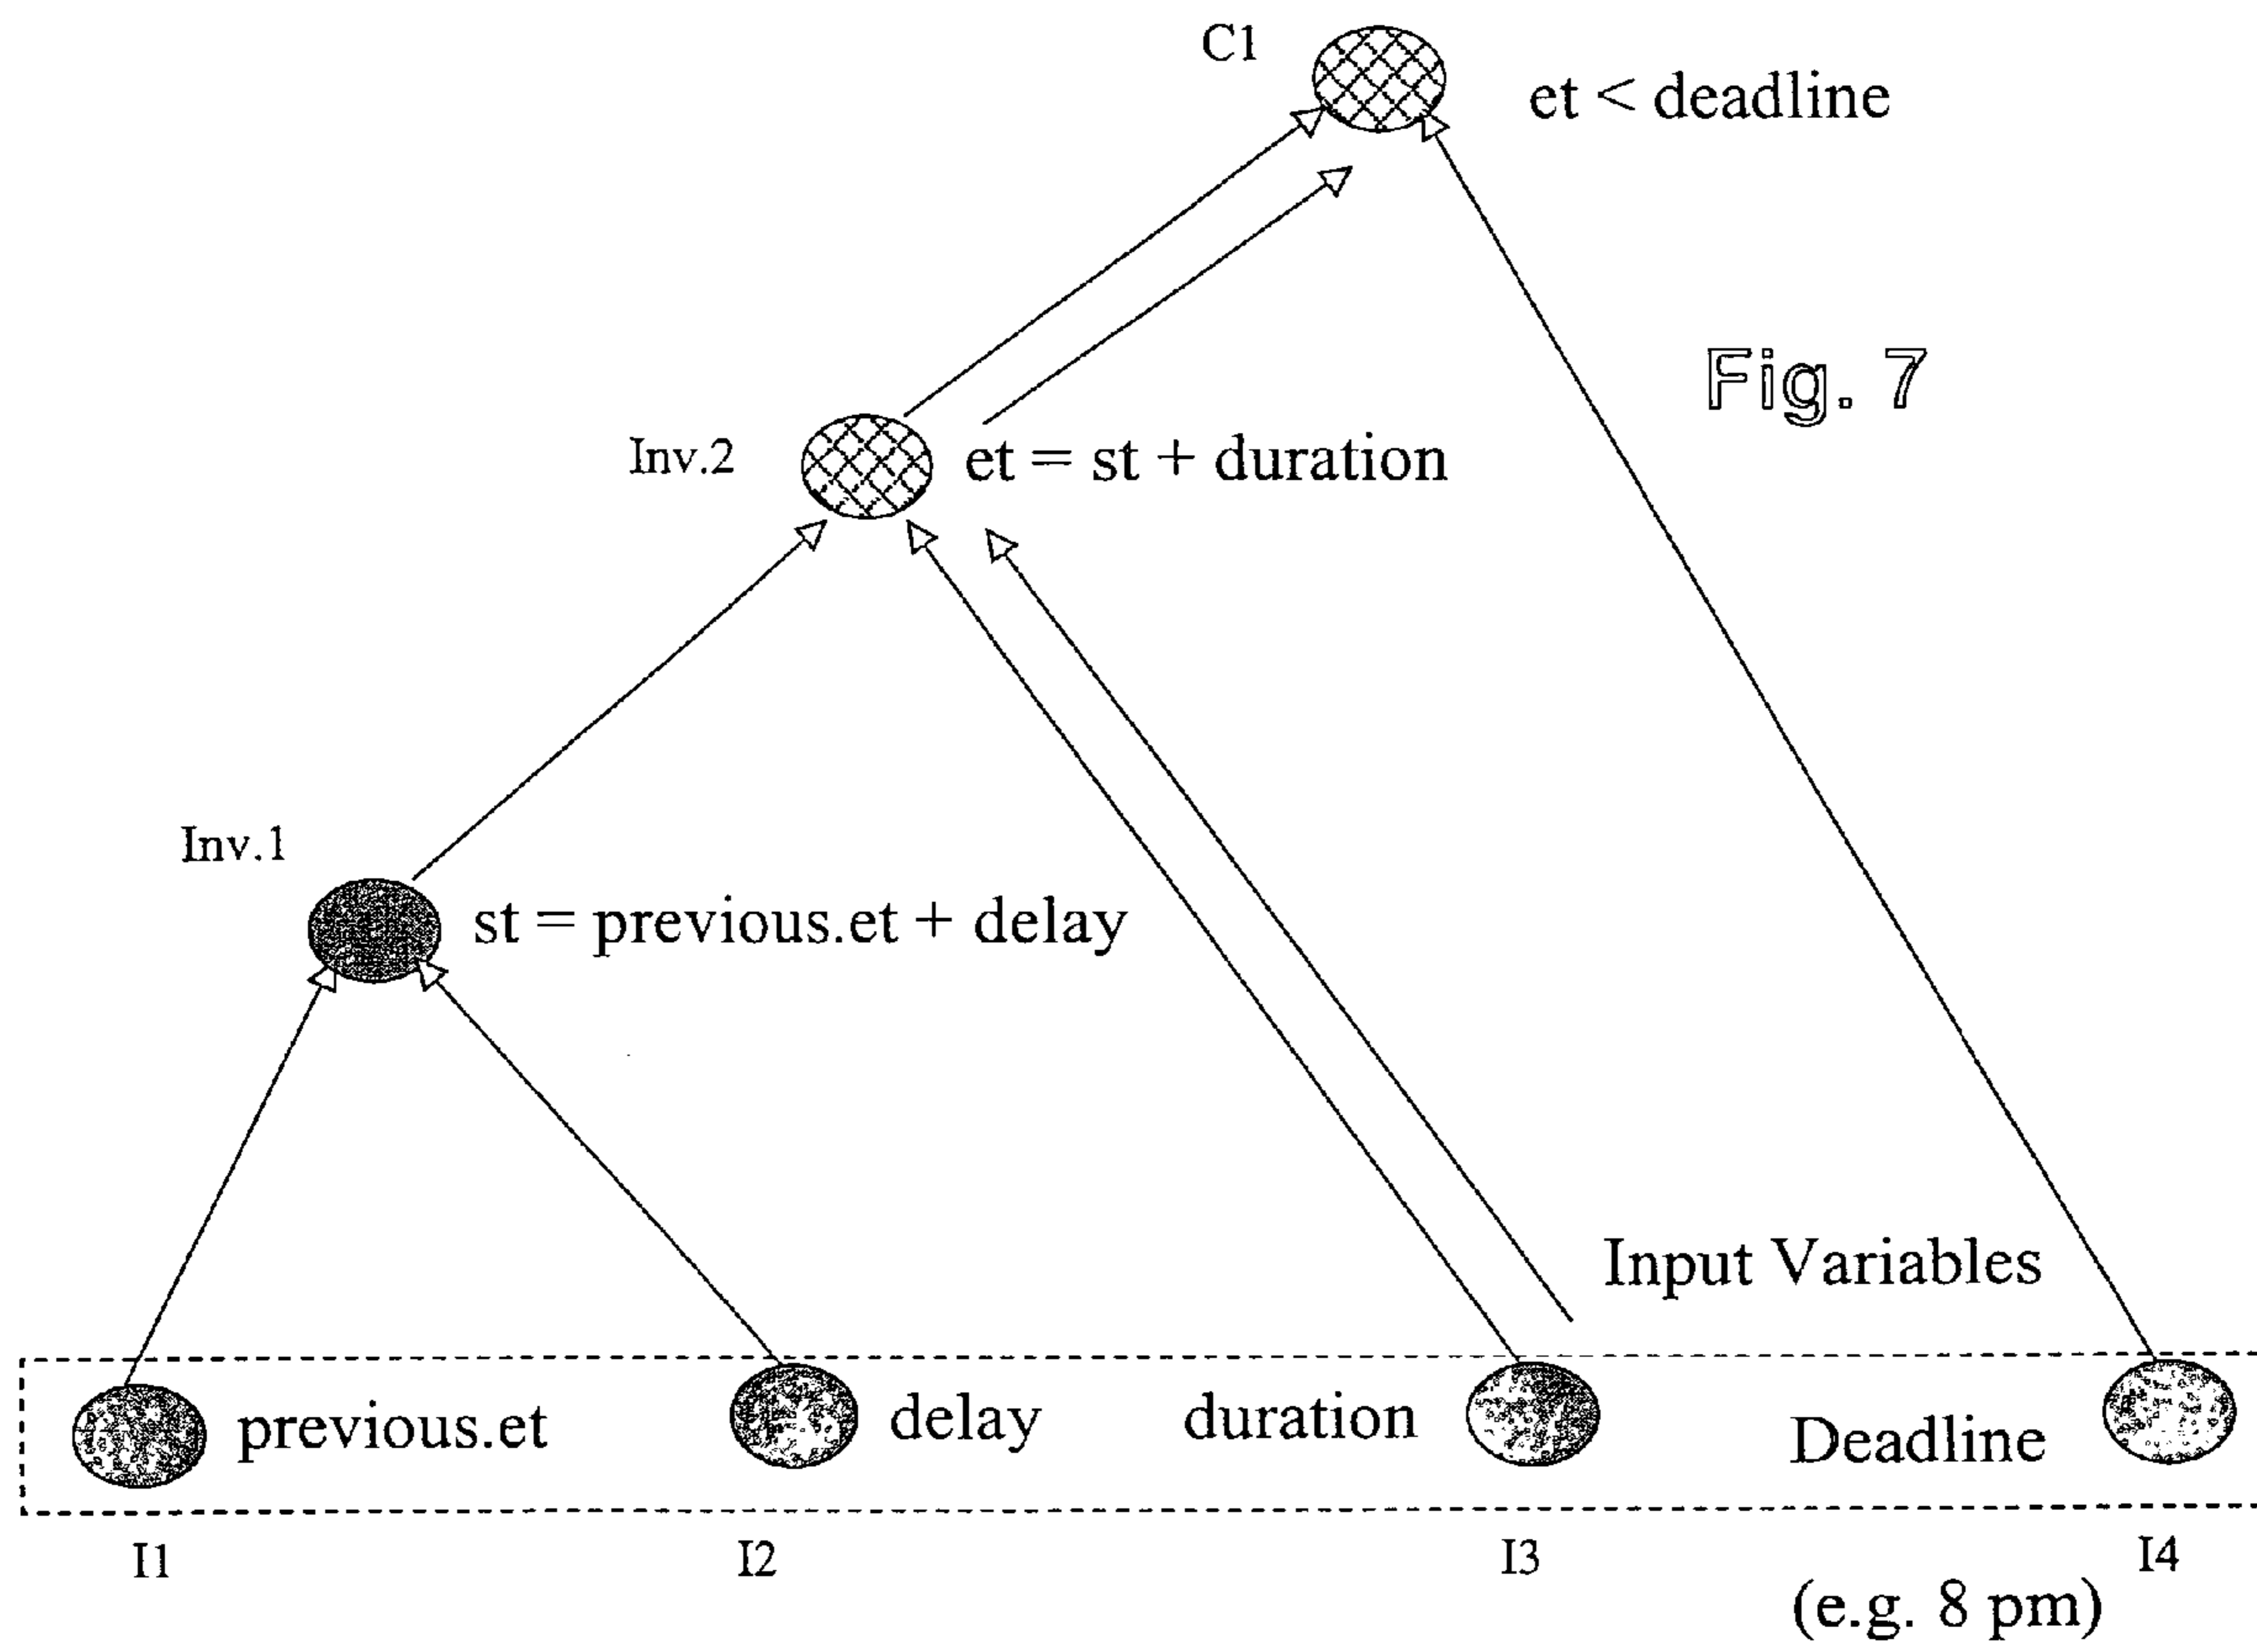 C1
et < deadline
Fig. 7
Inv.2
et = st + duration
Inv.1
st = previous.et + delay
Input Variables
previous.et
delay
duration
Deadline
I1
I2
I3
I4
(e.g. 8 pm)